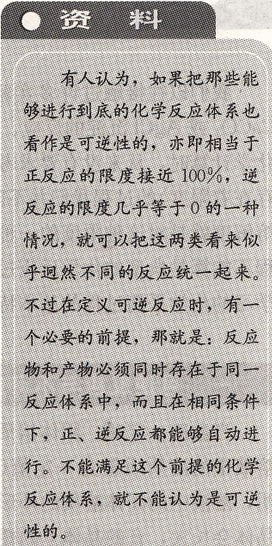 资 料
有人认为，如果把那些能
够进行到底的化学反应体系也
看作是可逆性的，亦即相当于
正反应的限度接近 100%，逆
反应的限度几乎等于 0 的一种
情况，就可以把这两类看来似
乎迥然不同的反应统一起来。
不过在定义可逆反应时，有一
个必要的前提，那就是：反应
物和产物必须同时存在于同一
反应体系中，而且在相同条件
下，正、逆反应都能够自动进
行。不能满足这个前提的化学
反应体系，就不能认为是可逆
性的。